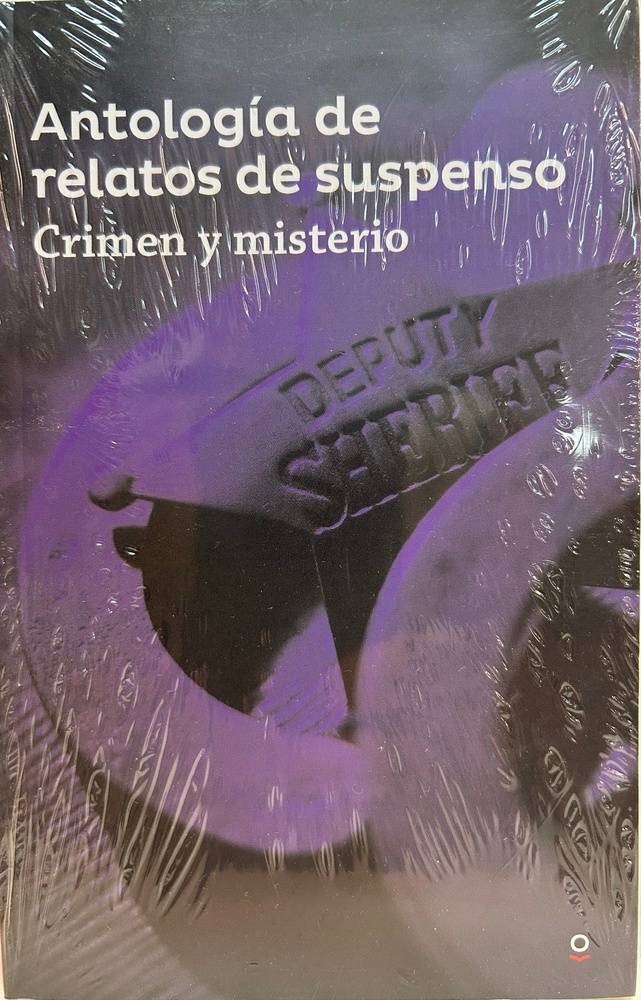 Antología de
relatos de suspenso
Crimen y misterio
DEPUTY
SHERIFF